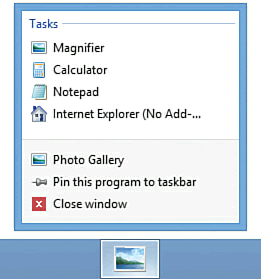 Tasks
Magnifier
Calculator
Notepad
Internet Explorer (No Add-...
Photo Gallery
Pin this program to taskbar
Close window